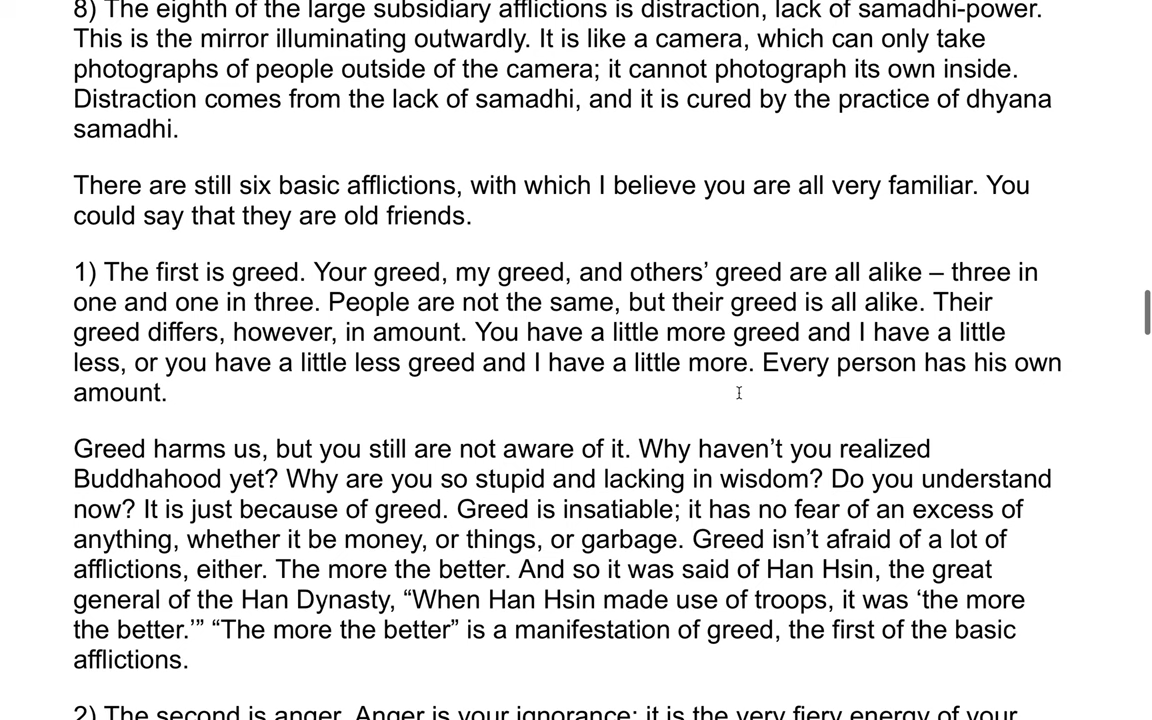 8) The eighth of the large subsidiary afflictions is distraction, lack of samadhi-power.
This is the mirror illuminating outwardly. It is like a camera, which can only take
photographs of people outside of the camera; it cannot photograph its own inside.
Distraction comes from the lack of samadhi, and it is cured by the practice of dhyana
samadhi.
There are still six basic afflictions, with which I believe you are all very familiar. You
could say that they are old friends.
1) The first is greed. Your greed, my greed, and others’ greed are all alike – three in
one and one in three. People are not the same, but their greed is all alike. Their
greed differs, however, in amount. You have a little more greed and I have a little
less, or you have a little less greed and I have a little more. Every person has his own
amount.
Greed harms us, but you still are not aware of it. Why haven’t you realized
Buddhahood yet? Why are you so stupid and lacking in wisdom? Do you understand
now? It is just because of greed. Greed is insatiable; it has no fear of an excess of
anything, whether it be money, or things, or garbage. Greed isn’t afraid of a lot of
afflictions, either. The more the better. And so it was said of Han Hsin, the great
general of the Han Dynasty, “When Han Hsin made use of troops, it was ‘the more
the better.’” “The more the better” is a manifestation of greed, the first of the basic
afflictions.
2) The second is anger. Anger is your ignorance; it is the very fiery energy of your